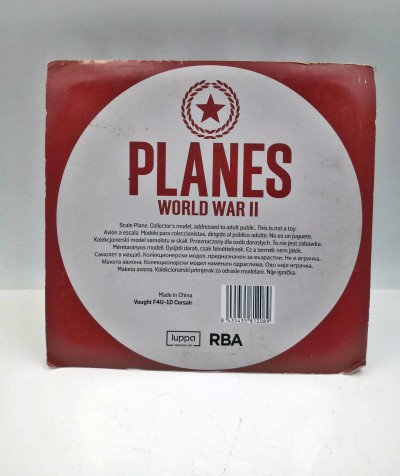 PLANES
WORLD WAR II
Scale Plane. Collector's model, addressed to adult public. This is not a toy
Avión a escala. Modelo para coleccionistas, dirigido al público adulto. No es un juguete.
Kolekcjonerski model samolotu w skali. Przeznaczony dla osób dorosłych. To nie jest zabawka.
Méretarányos modell. Gyűjtői darab, csak felnőtteknek. Ez a termék nem játék.
Самолет в мащаб. Колекционерски модел, предназначен за възрастни. Не е играчка.
Макета авиона. Колекционарски модел намењен одраслима. Ово није играчка.
Maketa aviona. Kolekcionarski primjerak za odrasle modelare. Nije igračka.
Made in China
Vought F4U-1D Corsair
luppa
RBA